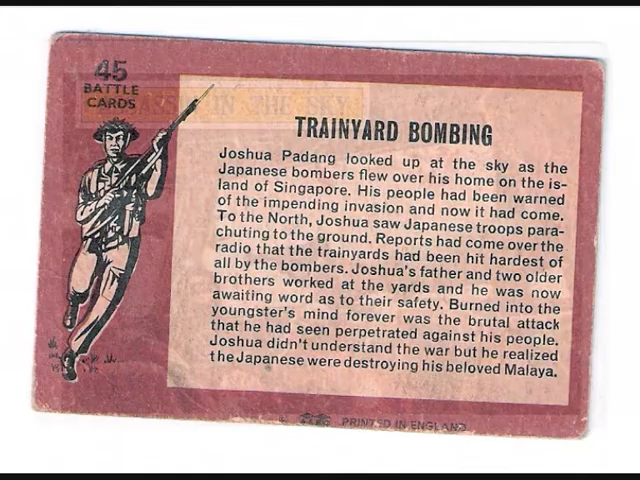 45
BATTLE
CARDS
IN THE SKY
TRAINYARD BOMBING
Joshua Padang looked up at the sky as the
Japanese bombers flew over his home on the is-
land of Singapore. His people had been warned
of the impending invasion and now it had come.
To the North, Joshua saw Japanese troops para-
chuting to the ground. Reports had come over the
radio that the trainyards had been hit hardest of
all by the bombers. Joshua's father and two older
brothers worked at the yards and he was now
awaiting word as to their safety. Burned into the
youngster's mind forever was the brutal attack
that he had seen perpetrated against his people.
Joshua didn't understand the war but he realized
the Japanese were destroying his beloved Malaya.
PRINTED IN ENGLAND